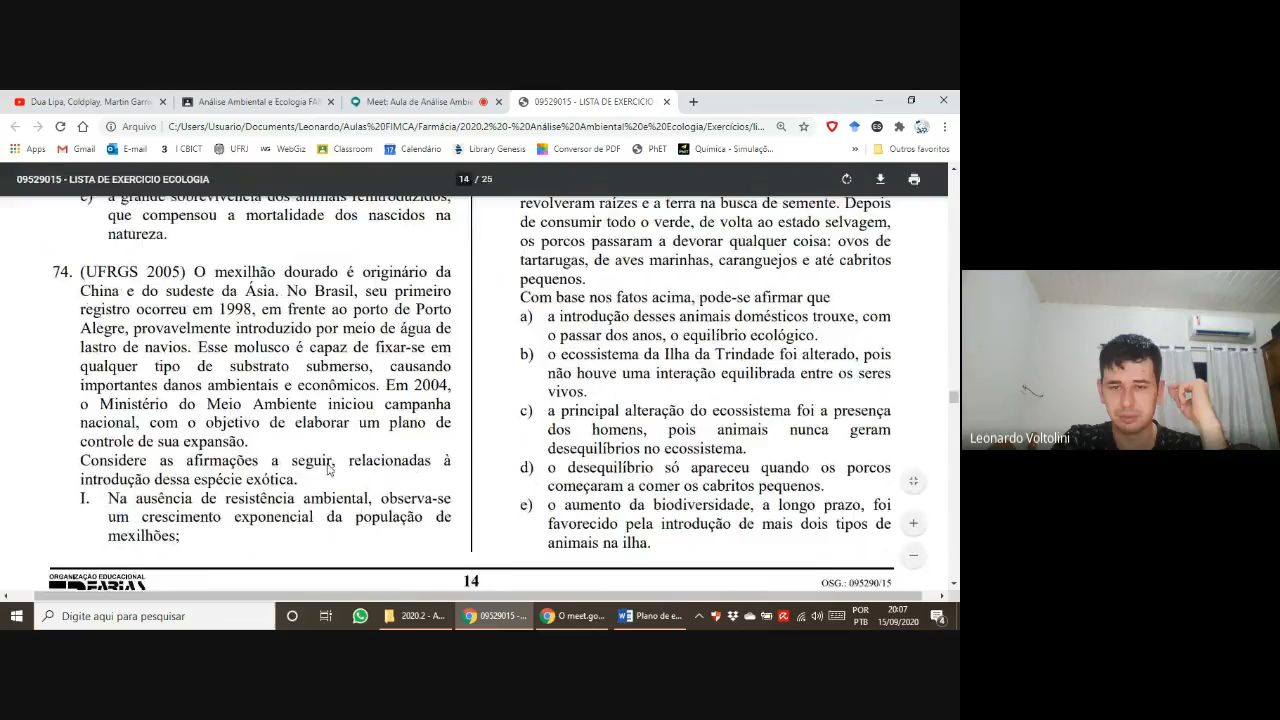 Dua Lipa, Coldplay, Martin Garri
Análise Ambiental e Ecologia FAR
Meet: Aula de Análise Ambie
09529015 - LISTA DE EXERCICIO
Arquivo
C:/Users/Usuario/Documents/Leonardo/Aulas%20FIMCA/Farmácia/2020.2%20-%20Análise%20Ambiental%20e%20Ecologia/Exercícios/li...
Apps
Gmail
E-mail
I CBICT
UFRJ
WebGiz
Classroom
Calendário
Library Genesis
Conversor de PDF
PhET
Química - Simulaçõ...
Outros favoritos
09529015 - LISTA DE EXERCICIO ECOLOGIA
14 / 25
e) a grande sobrevivência dos animais reintroduzidos,
que compensou a mortalidade dos nascidos na
natureza.
74. (UFRGS 2005) O mexilhão dourado é originário da
China e do sudeste da Ásia. No Brasil, seu primeiro
registro ocorreu em 1998, em frente ao porto de Porto
Alegre, provavelmente introduzido por meio de água de
lastro de navios. Esse molusco é capaz de fixar-se em
qualquer tipo de substrato submerso, causando
importantes danos ambientais e econômicos. Em 2004,
o Ministério do Meio Ambiente iniciou campanha
nacional, com o objetivo de elaborar um plano de
controle de sua expansão.
Considere as afirmações a seguir, relacionadas à
introdução dessa espécie exótica.
I. Na ausência de resistência ambiental, observa-se
um crescimento exponencial da população de
mexilhões;
revolveram raízes e a terra na busca de semente. Depois
de consumir todo o verde, de volta ao estado selvagem,
os porcos passaram a devorar qualquer coisa: ovos de
tartarugas, de aves marinhas, caranguejos e até cabritos
pequenos.
Com base nos fatos acima, pode-se afirmar que
a) a introdução desses animais domésticos trouxe, com
o passar dos anos, o equilíbrio ecológico.
b) o ecossistema da Ilha da Trindade foi alterado, pois
não houve uma interação equilibrada entre os seres
vivos.
c) a principal alteração do ecossistema foi a presença
dos homens, pois animais nunca geram
desequilíbrios no ecossistema.
d) o desequilíbrio só apareceu quando os porcos
começaram a comer os cabritos pequenos.
e) o aumento da biodiversidade, a longo prazo, foi
favorecido pela introdução de mais dois tipos de
animais na ilha.
ORGANIZAÇÃO EDUCACIONAL
14
OSG.: 095290/15
Leonardo Voltolini
Digite aqui para pesquisar
2020.2 - A...
09529015 -...
O meet.go...
Plano de e...
POR
PTB
20:07
15/09/2020
4